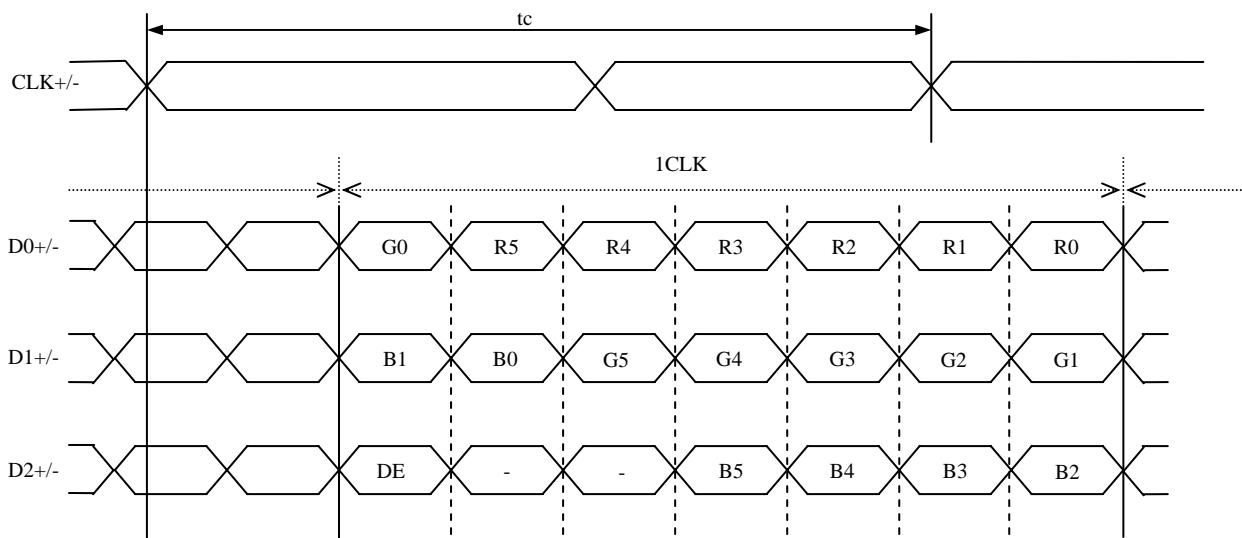 tc
CLK+/-
1CLK
D0+/- G0 R5 R4 R3 R2 R1 R0
D1+/- B1 B0 G5 G4 G3 G2 G1
D2+/- DE - - B5 B4 B3 B2